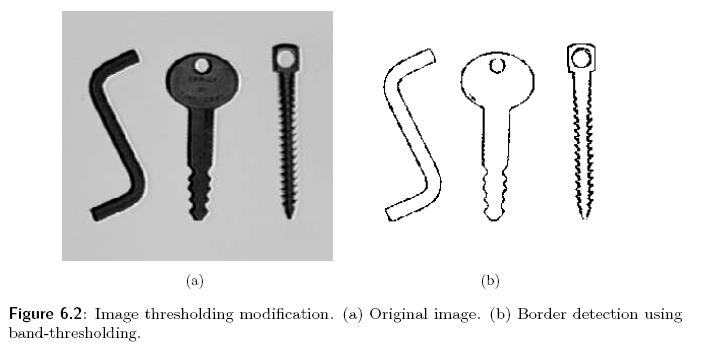 (a)
(b)
Figure 6.2: Image thresholding modification. (a) Original image. (b) Border detection using
band-thresholding.